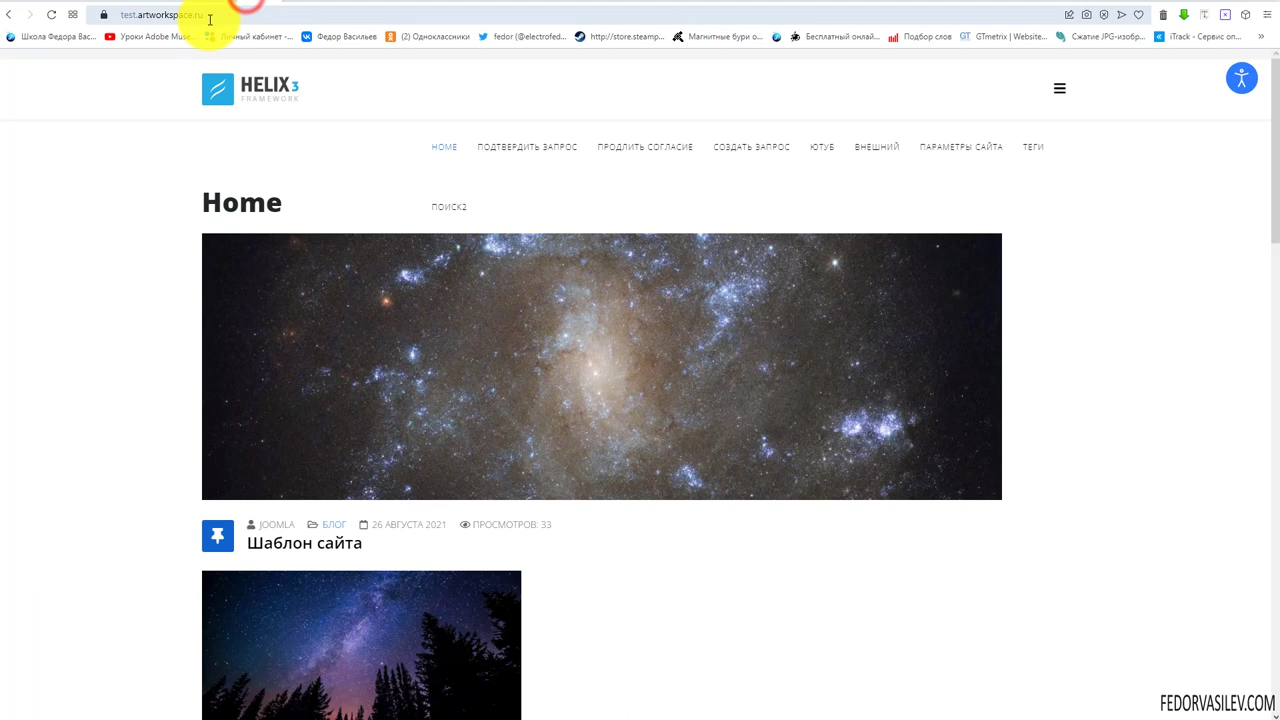 test.artworkspace.ru
Школа Федора Вас...
Уроки Adobe Muse...
Личный кабинет -...
Федор Васильев
(2) Одноклассники
fedor (@electrofed...
http://store.steamp...
Магнитные бури о...
Бесплатный онлай...
Подбор слов
GTmetrix | Website...
Сжатие JPG-изобр...
iTrack - Сервис оп...
HELIX3
FRAMEWORK
HOME
ПОДТВЕРДИТЬ ЗАПРОС
ПРОДЛИТЬ СОГЛАСИЕ
СОЗДАТЬ ЗАПРОС
ЮТУБ
ВНЕШНИЙ
ПАРАМЕТРЫ САЙТА
ТЕГИ
Home
ПОИСК2
JOOMLA
БЛОГ
26 АВГУСТА 2021
ПРОСМОТРОВ: 33
Шаблон сайта
FEDORVASILEV.COM